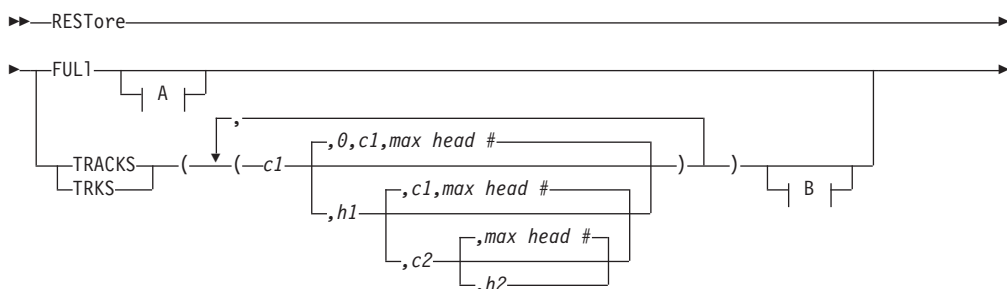 RESTore
FULl
A
,
,0,c1,max head #
TRACKS ( ( c1 ) )
TRKS
B
,c1,max head #
,h1
,max head #
,c2
,h2